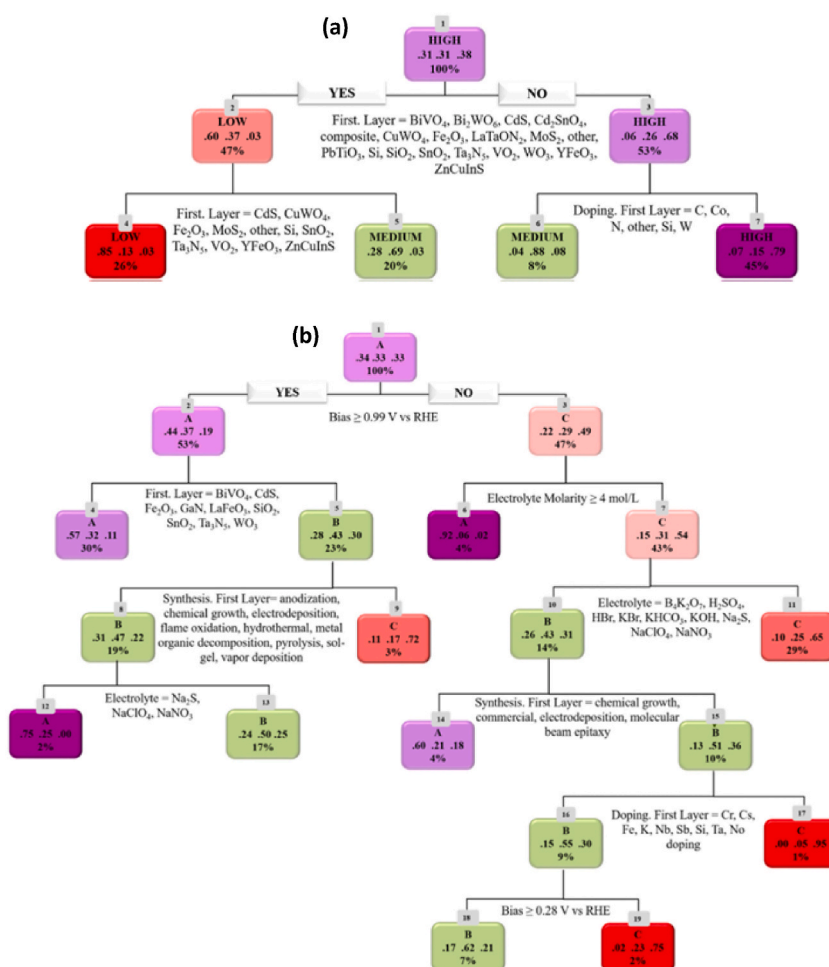 (a)
1
HIGH
.31 .31 .38
100%
YES
NO
2
LOW
.60 .37 .03
47%
First. Layer = BiVO₄, Bi₂WO₆, CdS, Cd₂SnO₄,
composite, CuWO₄, Fe₂O₃, LaTaON₂, MoS₂, other,
PbTiO₃, Si, SiO₂, SnO₂, Ta₃N₅, VO₂, WO₃, YFeO₃,
ZnCuInS
3
HIGH
.06 .26 .68
53%
4
LOW
.85 .13 .03
26%
First. Layer = CdS, CuWO₄,
Fe₂O₃, MoS₂, other, Si, SnO₂,
Ta₃N₅, VO₂, YFeO₃, ZnCuInS
5
MEDIUM
.28 .69 .03
20%
6
MEDIUM
.04 .88 .08
8%
Doping. First Layer = C, Co,
N, other, Si, W
7
HIGH
.07 .15 .79
45%
(b)
1
A
.34 .33 .33
100%
YES
NO
2
A
.44 .37 .19
53%
Bias ≥ 0.99 V vs RHE
3
C
.22 .29 .49
47%
4
A
.57 .32 .11
30%
First. Layer = BiVO₄, CdS,
Fe₂O₃, GaN, LaFeO₃, SiO₂,
SnO₂, Ta₃N₅, WO₃
5
B
.28 .43 .30
23%
6
A
.92 .06 .02
4%
Electrolyte Molarity ≥ 4 mol/L
7
C
.15 .31 .54
43%
8
B
.31 .47 .22
19%
Synthesis. First Layer= anodization,
chemical growth, electrodeposition,
flame oxidation, hydrothermal, metal
organic decomposition, pyrolysis, sol-
gel, vapor deposition
9
C
.11 .17 .72
3%
10
B
.26 .43 .31
14%
Electrolyte = B₄K₂O₇, H₂SO₄,
HBr, KBr, KHCO₃, KOH, Na₂S,
NaClO₄, NaNO₃
11
C
.10 .25 .65
29%
12
A
.75 .25 .00
2%
Electrolyte = Na₂S,
NaClO₄, NaNO₃
13
B
.24 .50 .25
17%
14
A
.60 .21 .18
4%
Synthesis. First Layer = chemical growth,
commercial, electrodeposition, molecular
beam epitaxy
15
B
.13 .51 .36
10%
16
B
.15 .55 .30
9%
Doping. First Layer = Cr, Cs,
Fe, K, Nb, Sb, Si, Ta, No
doping
17
C
.00 .05 .95
1%
18
B
.17 .62 .21
7%
Bias ≥ 0.28 V vs RHE
19
C
.02 .23 .75
2%